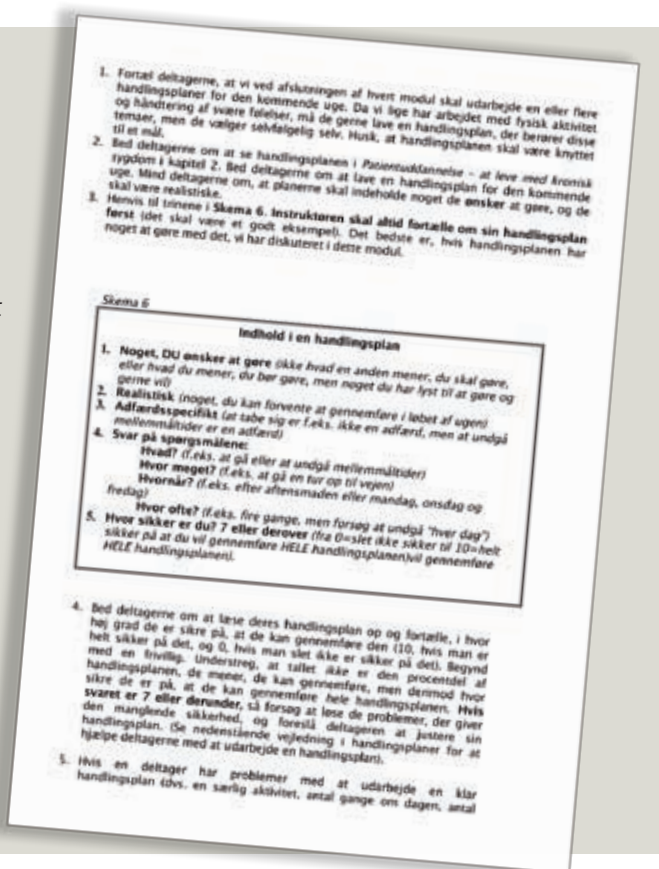 1. Fortæl deltagerne, at vi ved afslutningen af hvert modul skal udarbejde en eller flere
handlingsplaner for den kommende uge. Da vi lige har arbejdet med fysisk aktivitet
og håndtering af svære følelser, må de gerne lave en handlingsplan, der berører disse
temaer, men de vælger selvfølgelig selv. Husk, at handlingsplanen skal være knyttet
til et mål.
2. Bed deltagerne om at se handlingsplanen i Patientuddannelse – at leve med kronisk
sygdom i kapitel 2. Bed deltagerne om at lave en handlingsplan for den kommende
uge. Mind deltagerne om, at planerne skal indeholde noget de ønsker at gøre, og de
skal være realistiske.
3. Henvis til trinene i Skema 6. Instruktøren skal altid fortælle om sin handlingsplan
først (det skal være et godt eksempel). Det bedste er, hvis handlingsplanen har
noget at gøre med det, vi har diskuteret i dette modul.
Skema 6
Indhold i en handlingsplan
1. Noget, DU ønsker at gøre (ikke hvad en anden mener, du skal gøre,
eller hvad du mener, du bør gøre, men noget du har lyst til at gøre og
gerne vil)
2. Realistisk (noget, du kan forvente at gennemføre i løbet af ugen)
3. Adfærdsspecifikt (at tabe sig er f.eks. ikke en adfærd, men at undgå
mellemmåltider er en adfærd)
4. Svar på spørgsmålene:
Hvad? (f.eks. at gå eller at undgå mellemmåltider)
Hvor meget? (f.eks. at gå en tur op til vejen)
Hvornår? (f.eks. efter aftensmaden eller mandag, onsdag og
fredag)
Hvor ofte? (f.eks. fire gange, men forsøg at undgå "hver dag")
5. Hvor sikker er du? 7 eller derover (fra 0=slet ikke sikker til 10=helt
sikker på at du vil gennemføre HELE handlingsplanen)vil gennemføre
HELE handlingsplanen).
4. Bed deltagerne om at læse deres handlingsplan op og fortælle, i hvor
høj grad de er sikre på, at de kan gennemføre den (10, hvis man er
helt sikker på det, og 0, hvis man slet ikke er sikker på det). Begynd
med en frivillig. Understreg, at tallet ikke er den procentdel af
handlingsplanen, de mener, de kan gennemføre, men derimod hvor
sikre de er på, at de kan gennemføre hele handlingsplanen. Hvis
svaret er 7 eller derunder, så forsøg at løse de problemer, der giver
den manglende sikkerhed, og foreslå deltageren at justere sin
handlingsplan. (Se nedenstående vejledning i handlingsplaner for at
hjælpe deltagerne med at udarbejde en handlingsplan).
5. Hvis en deltager har problemer med at udarbejde en klar
handlingsplan (dvs. en særlig aktivitet, antal gange om dagen, antal